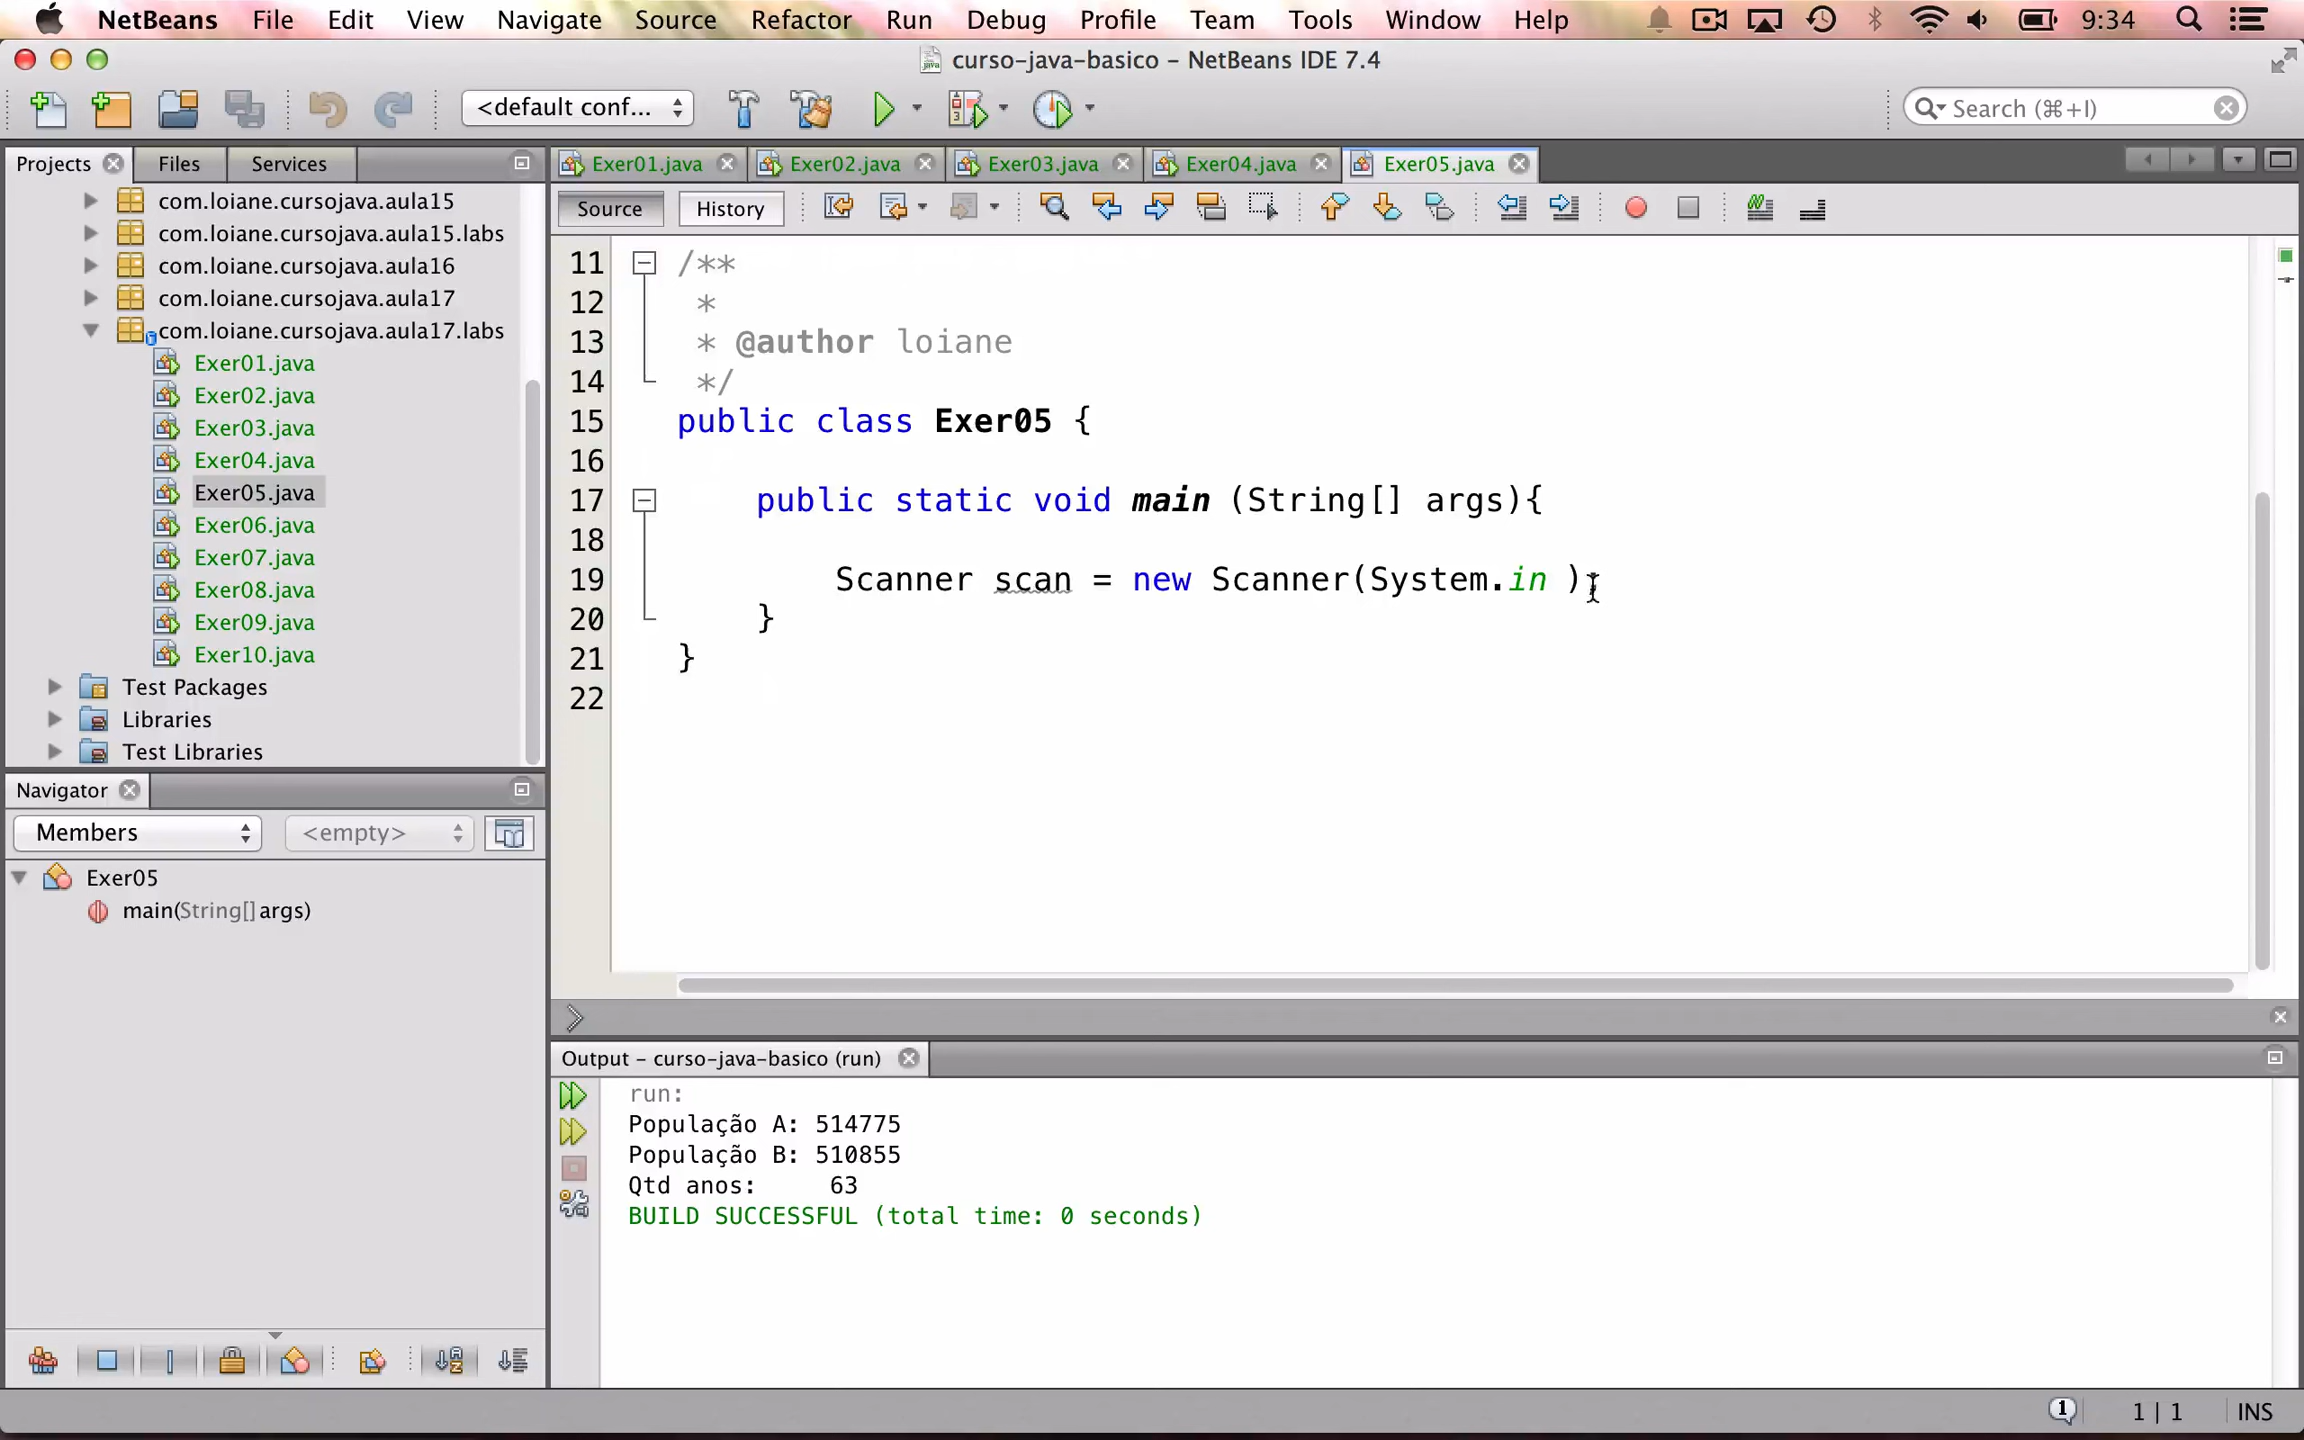 NetBeans File Edit View Navigate Source Refactor Run Debug Profile Team Tools Window Help 9:34
curso-java-basico - NetBeans IDE 7.4
<default conf... Search (⌘+I)
Projects Files Services
com.loiane.cursojava.aula15
com.loiane.cursojava.aula15.labs
com.loiane.cursojava.aula16
com.loiane.cursojava.aula17
com.loiane.cursojava.aula17.labs
Exer01.java
Exer02.java
Exer03.java
Exer04.java
Exer05.java
Exer06.java
Exer07.java
Exer08.java
Exer09.java
Exer10.java
Test Packages
Libraries
Test Libraries
Navigator
Members <empty>
Exer05
main(String[] args)
Exer01.java Exer02.java Exer03.java Exer04.java Exer05.java
Source History
11 /**
12 *
13 * @author loiane
14 */
15 public class Exer05 {
16
17 public static void main (String[] args){
18
19 Scanner scan = new Scanner(System.in );
20 }
21 }
22
Output - curso-java-basico (run)
run:
População A: 514775
População B: 510855
Qtd anos: 63
BUILD SUCCESSFUL (total time: 0 seconds)
1 1 | 1 INS